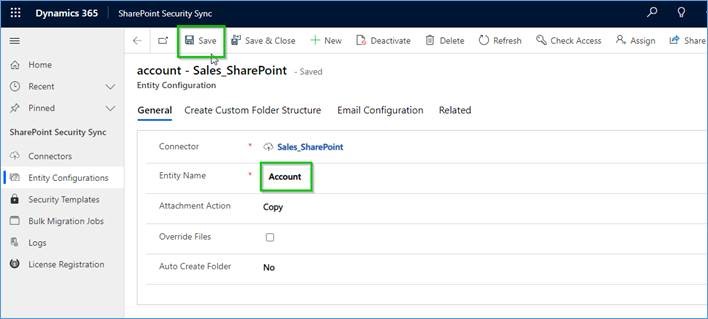 Dynamics 365 SharePoint Security Sync
Save Save & Close New Deactivate Delete Refresh Check Access Assign Share
Home
Recent
Pinned
SharePoint Security Sync
Connectors
Entity Configurations
Security Templates
Bulk Migration Jobs
Logs
License Registration
account - Sales_SharePoint - Saved
Entity Configuration
General Create Custom Folder Structure Email Configuration Related
Connector * Sales_SharePoint
Entity Name * Account
Attachment Action Copy
Override Files
Auto Create Folder No